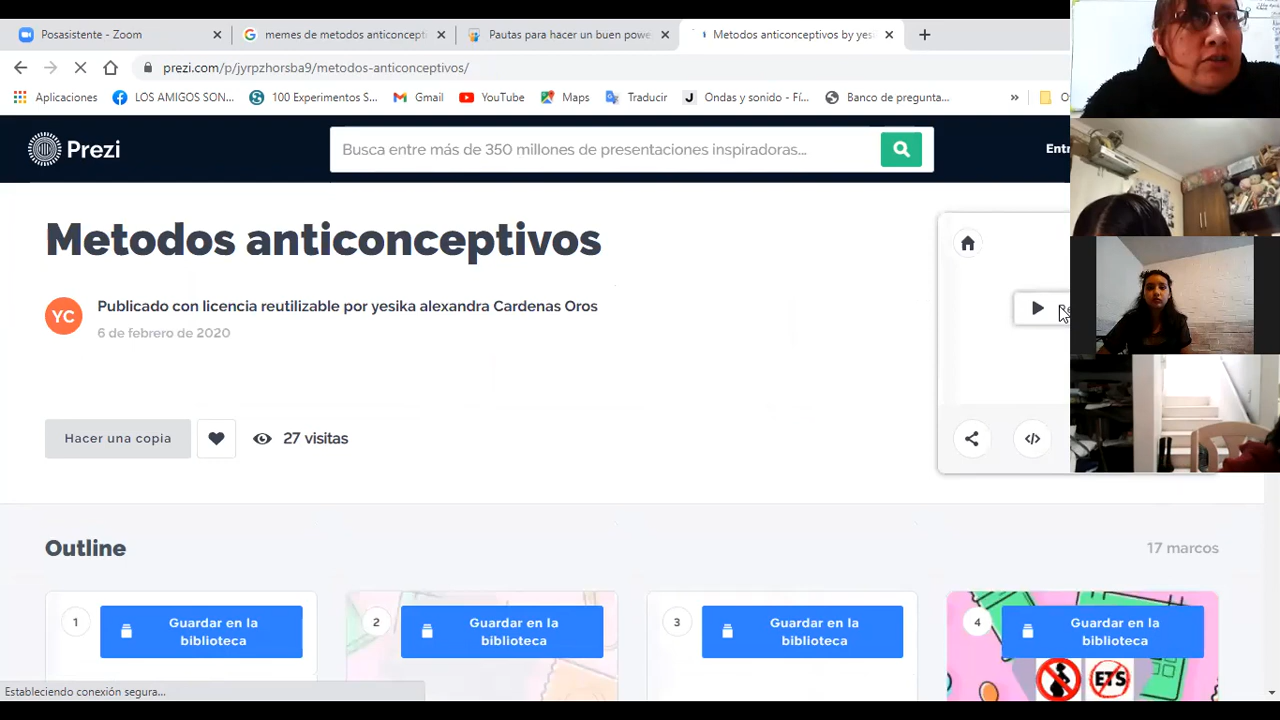 Posasistente - Zoom
memes de metodos anticoncept
Pautas para hacer un buen powe
Metodos anticonceptivos by yesi
prezi.com/p/jyrpzhorsba9/metodos-anticonceptivos/
Aplicaciones
LOS AMIGOS SON...
100 Experimentos S...
Gmail
YouTube
Maps
Traducir
Ondas y sonido - Fí...
Banco de pregunta...
»
Prezi
Busca entre más de 350 millones de presentaciones inspiradoras...
Entr
Metodos anticonceptivos
YC
Publicado con licencia reutilizable por yesika alexandra Cardenas Oros
6 de febrero de 2020
Hacer una copia
27 visitas
Outline
17 marcos
1
Guardar en la
biblioteca
2
Guardar en la
biblioteca
3
Guardar en la
biblioteca
4
Guardar en la
biblioteca
ETS
Estableciendo conexión segura...